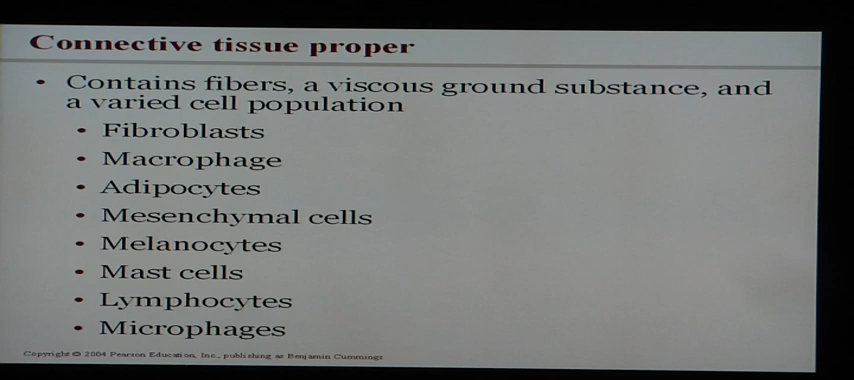 Connective tissue proper
• Contains fibers, a viscous ground substance, and
a varied cell population
• Fibroblasts
• Macrophage
• Adipocytes
• Mesenchymal cells
• Melanocytes
• Mast cells
• Lymphocytes
• Microphages
Copyright © 2004 Pearson Education, Inc., publishing as Benjamin Cummings